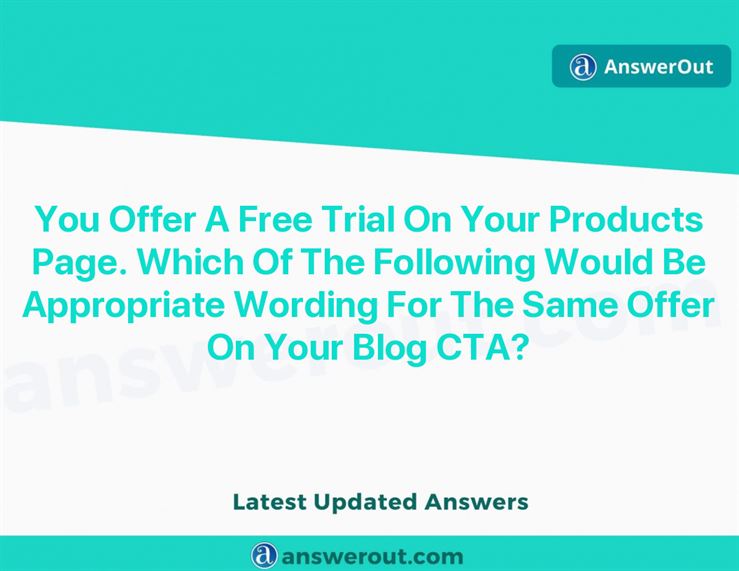 AnswerOut
You Offer A Free Trial On Your Products
Page. Which Of The Following Would Be
Appropriate Wording For The Same Offer
On Your Blog CTA?
answerout.com
Latest Updated Answers
answerout.com